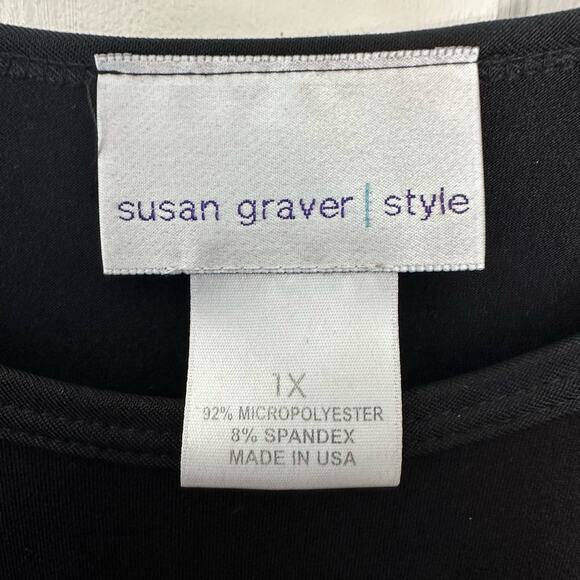 susan graver | style
1X
92% MICROPOLYESTER
8% SPANDEX
MADE IN USA